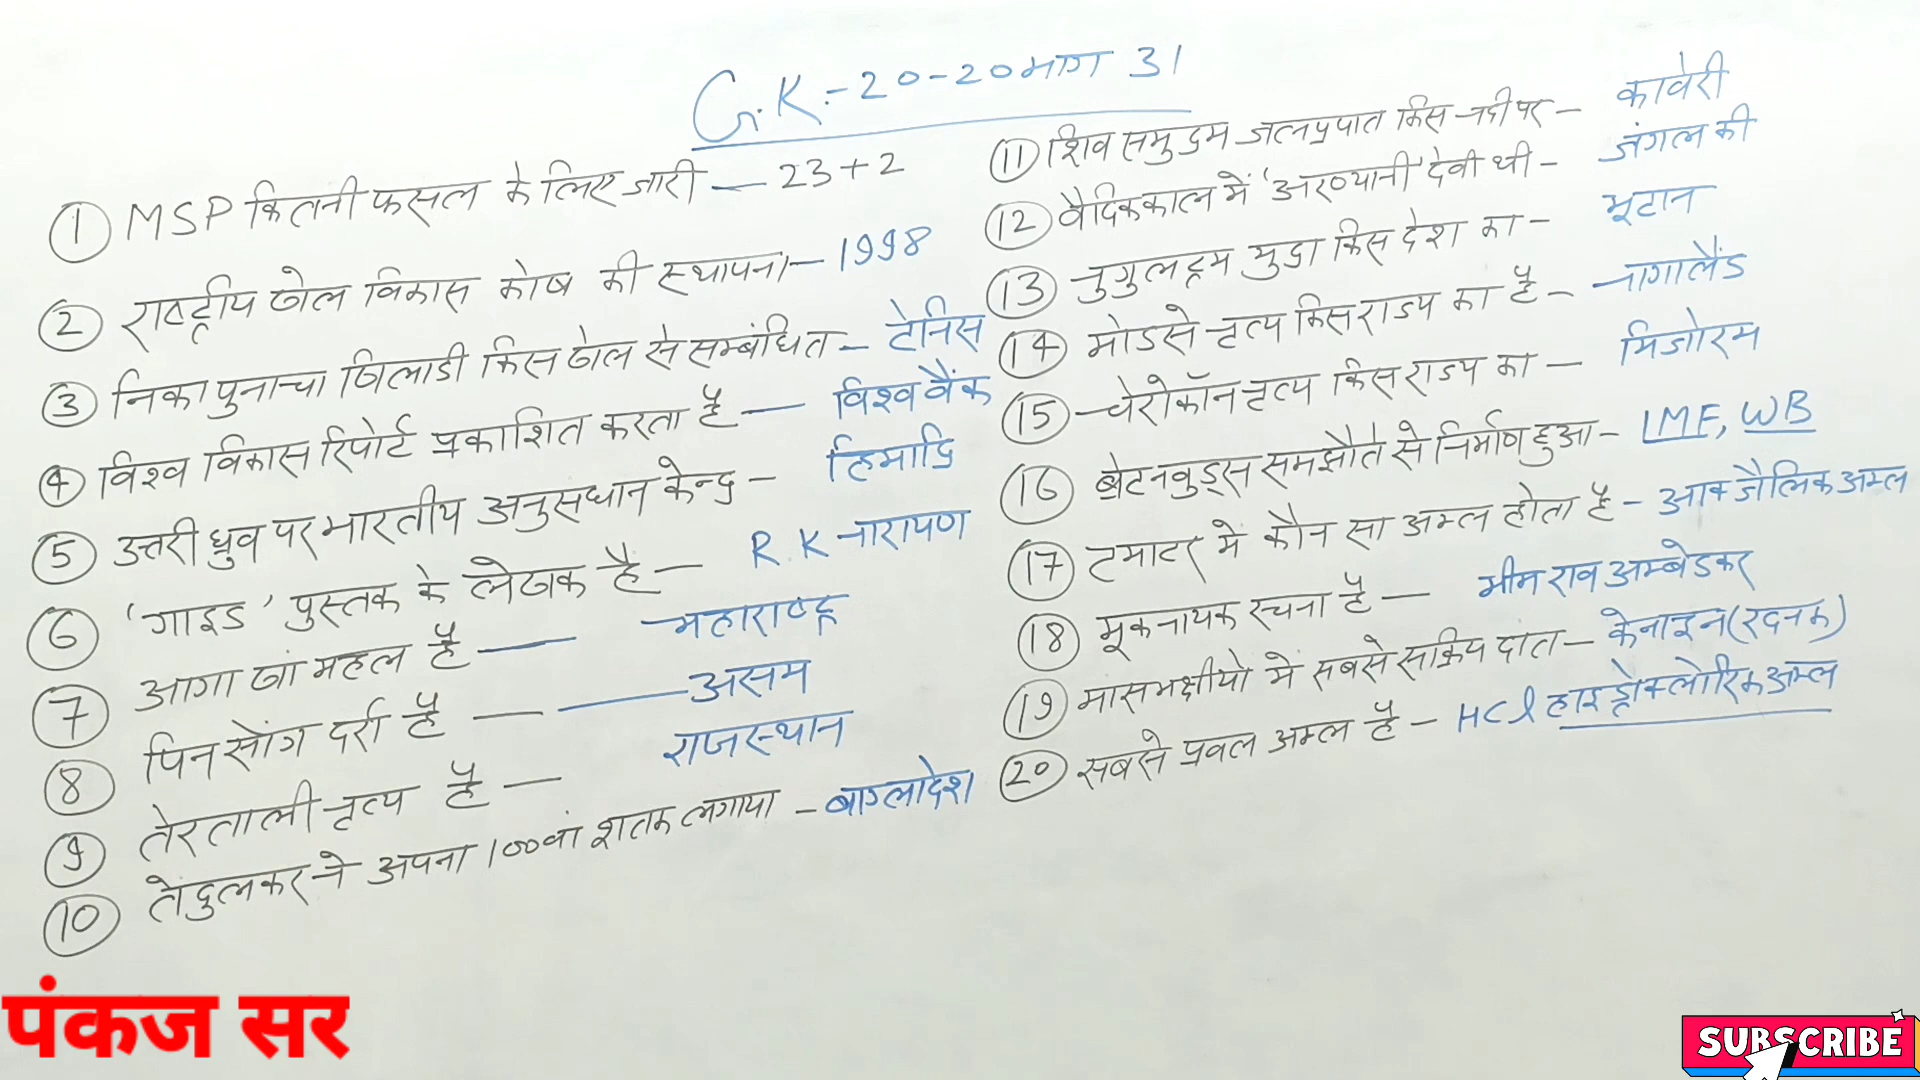 G.K.-20-20 भाग 31
① MSP कितनी फसल के लिए जारी — 23+2
② राष्ट्रीय खेल विकास कोष की स्थापना — 1998
③ निका पुनाच्चा खिलाडी किस खेल से सम्बंधित — टेनिस
④ विश्व विकास रिपोर्ट प्रकाशित करता है — विश्व बैंक
⑤ उत्तरी ध्रुव पर भारतीय अनुसधान केन्द्र - हिमाद्रि
⑥ 'गाइड' पुस्तक के लेखक है — R.K नारायण
⑦ आगा खां महल है — महाराष्ट्र
⑧ पिनसोंग दर्रा है — असम
⑨ तेरताली नृत्य है — राजस्थान
⑩ तेंदुलकर ने अपना 100वां शतक लगाया - बाग्लादेश
⑪ शिव समुद्रम जलप्रपात किस नदी पर — कावेरी
⑫ वैदिककाल में 'अरण्यानी' देवी थी - जंगल की
⑬ नुगुलट्रम मुद्रा किस देश का - भूटान
⑭ मोडसे नृत्य किस राज्य का है - नागालैंड
⑮ चेरोकॉन नृत्य किस राज्य का — मिजोरम
⑯ ब्रेटनवुड्स समझौते से निर्माण हुआ - IMF, WB
⑰ टमाटर में कौन सा अम्ल होता है - आक्जैलिक अम्ल
⑱ मूकनायक रचना है — भीम राव अम्बेडकर
⑲ मासभक्षीयो में सबसे सक्रिय दांत - केनाइन (रदनक)
⑳ सबसे प्रवल अम्ल है - HCl हाइड्रोक्लोरिक अम्ल
पंकज सर
SUBSCRIBE